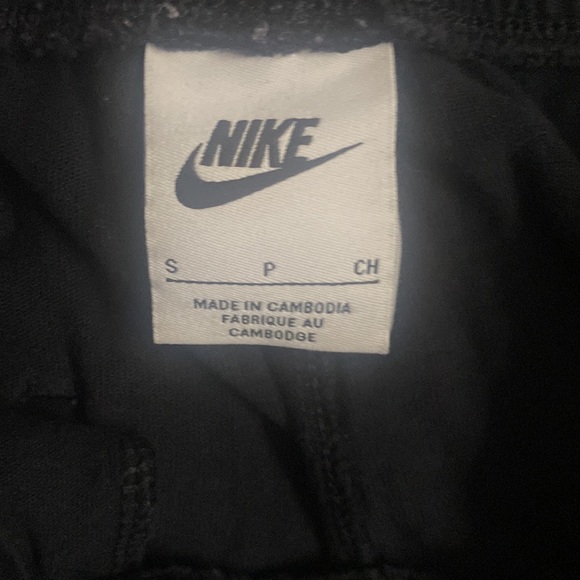 NIKE
S P CH
MADE IN CAMBODIA
FABRIQUE AU
CAMBODGE